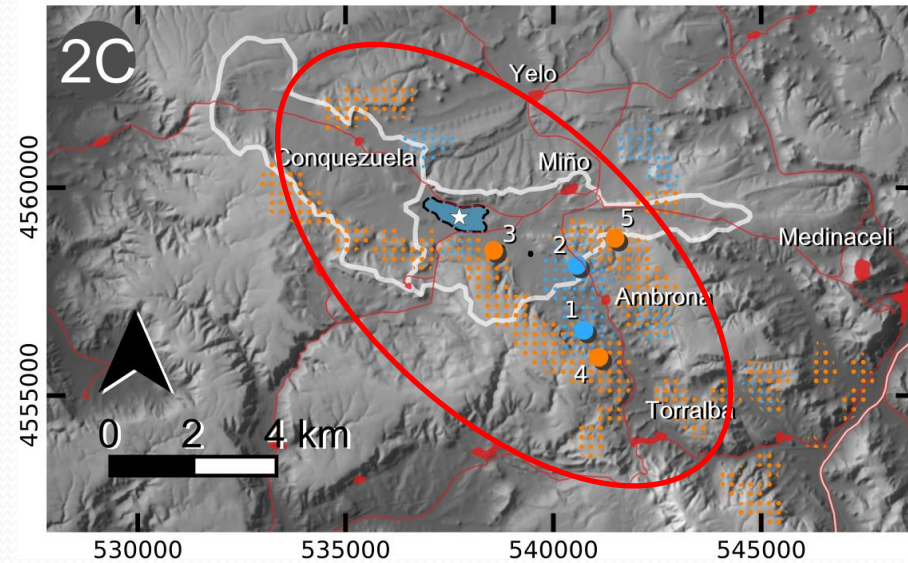 2C
Yelo
Conquezuela
Miño
4560000
3
2
5
Medinaceli
Ambrona
1
4
4555000
Torralba
0 2 4 km
530000 535000 540000 545000